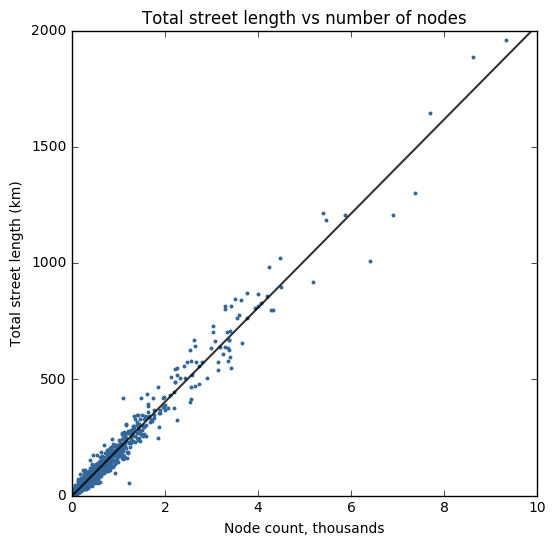 Total street length vs number of nodes
2000
1500
1000
500
0
Total street length (km)
0 2 4 6 8 10
Node count, thousands